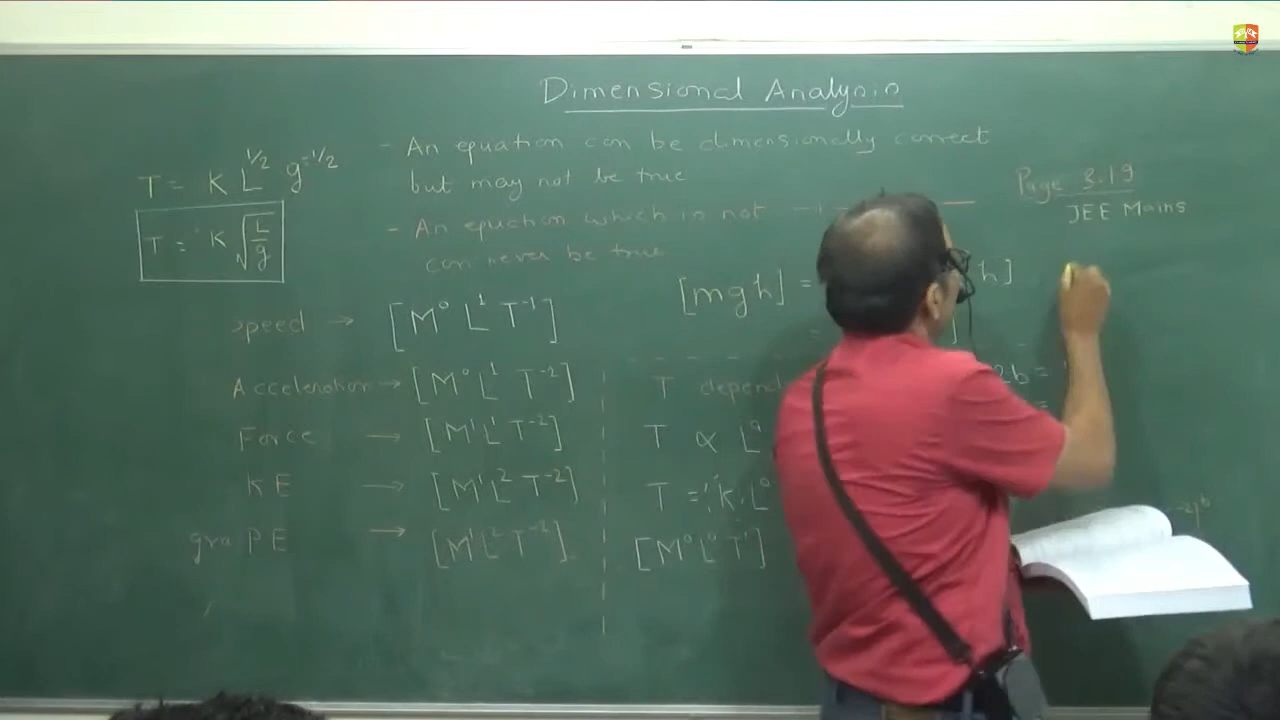 Dimensional Analysis
T = K L^1/2 g^-1/2
T = K √L/g
- An equation can be dimensionally correct
but may not be true
- An equation which is not
can never be true
Page 3.19
JEE Mains
[mgh] =
h]
speed → [M⁰ L¹ T⁻¹]
Acceleration → [M⁰ L¹ T⁻²]
Force → [M¹ L¹ T⁻²]
KE → [M¹ L² T⁻²]
gra PE → [M¹ L² T⁻²]
T depend
2b =
T ∝ Lᵃ
T = K Lᵃ
[M⁰ L⁰ T¹]